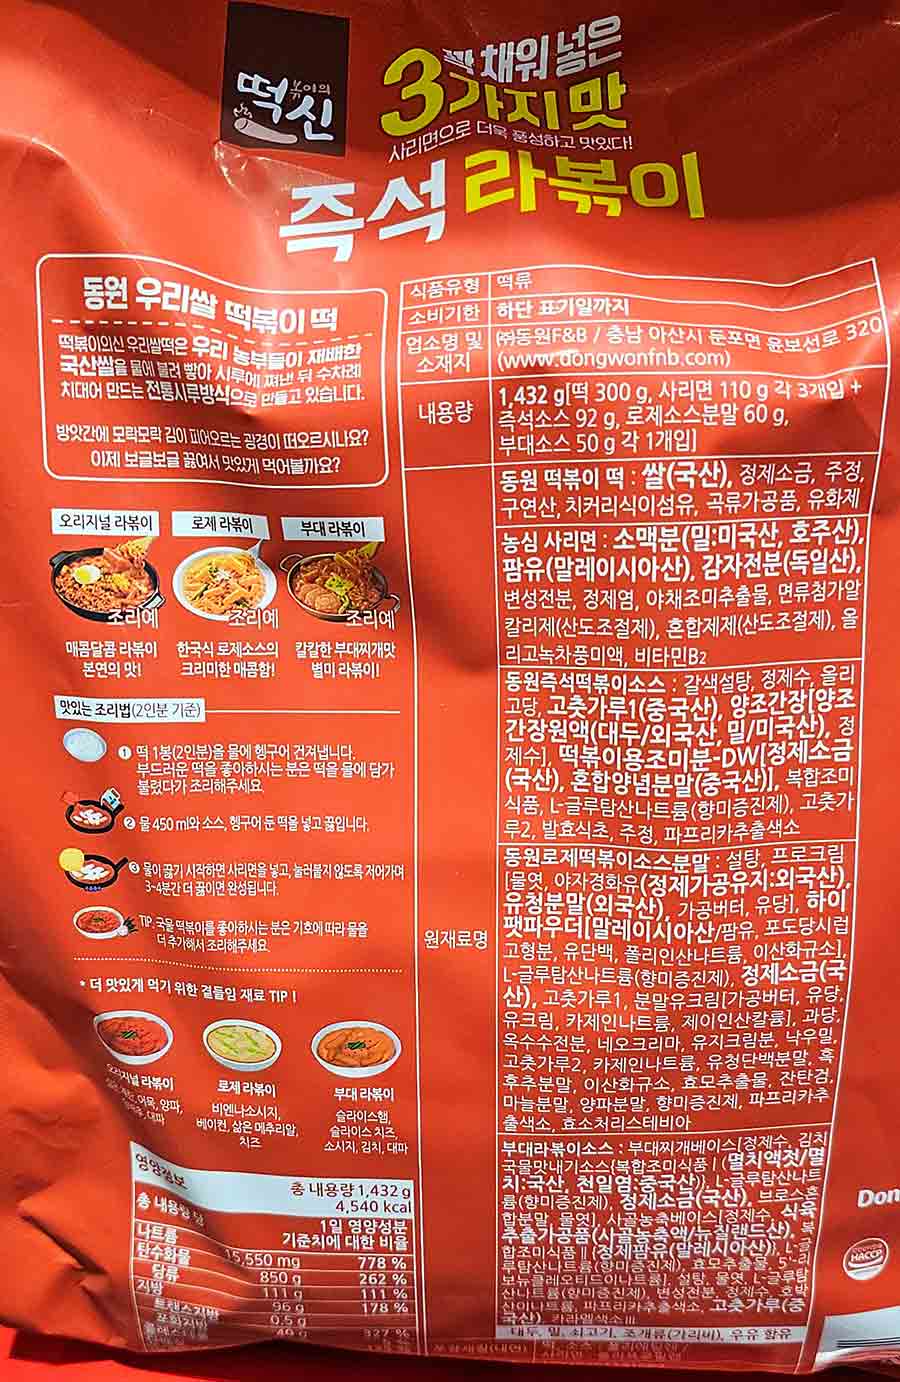 떡볶이의신
3꽉 채워 넣은
가지맛
사리면으로 더욱 풍성하고 맛있다!
즉석 라볶이
동원 우리쌀 떡볶이 떡
떡볶이의신 우리쌀떡은 우리 농부들이 재배한
국산쌀을 물에 불려 빻아 시루에 쪄낸 뒤 수차례
치대어 만드는 전통시루방식으로 만들고 있습니다.
방앗간에 모락모락 김이 피어오르는 광경이 떠오르시나요?
이제 보글보글 끓여서 맛있게 먹어볼까요?
오리지널 라볶이
로제 라볶이
부대 라볶이
조리예
조리예
조리예
매콤달콤 라볶이
본연의 맛!
한국식 로제소스의
크리미한 매콤함!
칼칼한 부대찌개맛
별미 라볶이!
맛있는 조리법(2인분 기준)
① 떡 1봉(2인분)을 물에 헹구어 건져냅니다.
부드러운 떡을 좋아하시는 분은 떡을 물에 담가
불렸다가 조리해주세요
② 물 450 ml와 소스, 헹구어 둔 떡을 넣고 끓입니다.
③ 물이 끓기 시작하면 사리면을 넣고, 눌러붙지 않도록 저어가며
3~4분간 더 끓이면 완성됩니다.
TIP. 국물 떡볶이를 좋아하시는 분은 기호에 따라 물을
더 추가해서 조리해주세요
* 더 맛있게 먹기 위한 곁들임 재료 TIP !
오리지널 라볶이
어묵, 양파,
대파
로제 라볶이
비엔나소시지,
베이컨, 삶은 메추리알,
치즈
부대 라볶이
슬라이스햄,
슬라이스 치즈,
소시지, 김치, 대파
영양정보
총 내용량 1,432 g
4,540 kcal
총 내용량당
1일 영양성분
기준치에 대한 비율
나트륨 15,550 mg 778 %
탄수화물 850 g 262 %
당류 111 g 111 %
지방 96 g 178 %
트랜스지방 0.5 g
포화지방 49 g 327 %
식품유형 떡류
소비기한 하단 표기일까지
업소명 및 소재지 ㈜동원F&B / 충남 아산시 둔포면 윤보선로 320
(www.dongwonfnb.com)
내용량 1,432 g[떡 300 g, 사리면 110 g 각 3개입 +
즉석소스 92 g, 로제소스분말 60 g,
부대소스 50 g 각 1개입]
원재료명
동원 떡볶이 떡 : 쌀(국산), 정제소금, 주정,
구연산, 치커리식이섬유, 곡류가공품, 유화제
농심 사리면 : 소맥분(밀:미국산, 호주산),
팜유(말레이시아산), 감자전분(독일산),
변성전분, 정제염, 야채조미추출물, 면류첨가알
칼리제(산도조절제), 혼합제제(산도조절제), 올
리고녹차풍미액, 비타민B₂
동원즉석떡볶이소스 : 갈색설탕, 정제수, 올리
고당, 고춧가루1(중국산), 양조간장[양조
간장원액(대두/외국산, 밀/미국산), 정
제수], 떡볶이용조미분-DW[정제소금
(국산), 혼합양념분말(중국산)], 복합조미
식품, L-글루탐산나트륨(향미증진제), 고춧가
루2, 발효식초, 주정, 파프리카추출색소
동원로제떡볶이소스분말 : 설탕, 프로크림
[물엿, 야자경화유(정제가공유지:외국산),
유청분말(외국산), 가공버터, 유당], 하이
팻파우더[말레이시아산/팜유, 포도당시럽
고형분, 유단백, 폴리인산나트륨, 이산화규소],
L-글루탐산나트륨(향미증진제), 정제소금(국
산), 고춧가루1, 분말유크림[가공버터, 유당,
유크림, 카제인나트륨, 제이인산칼륨], 과당,
옥수수전분, 네오크리마, 유지크림분, 낙우밀,
고춧가루2, 카제인나트륨, 유청단백분말, 흑
후추분말, 이산화규소, 효모추출물, 잔탄검,
마늘분말, 양파분말, 향미증진제, 파프리카추
출색소, 효소처리스테비아
부대라볶이소스 : 부대찌개베이스[정제수, 김치
국물맛내기소스{복합조미식품Ⅰ(멸치액젓/멸
치:국산, 천일염:중국산)}, L-글루탐산나트
륨(향미증진제), 정제소금(국산), 브로스혼
합분말, 물엿], 사골농축베이스[정제수, 식육
추출가공품(사골농축액/뉴질랜드산), 복
합조미식품Ⅱ{정제팜유(말레이시아산)}, L-글
루탐산나트륨(향미증진제), 효모추출물, 5'-리
보뉴클레오티드이나트륨], 설탕, 물엿, L-글루탐
산나트륨(향미증진제), 변성전분, 정제수, 호박
산이나트륨, 파프리카추출색소, 고춧가루(중
국산), 카라멜색소Ⅲ
대두, 밀, 쇠고기, 조개류(가리비), 우유 함유
Don
HACCP